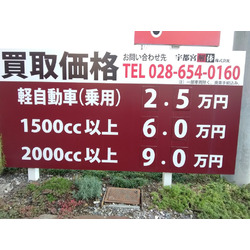 買取価格
お問い合わせ先 宇都宮
TEL 028-654-0160
軽自動車(乗用) 2.5万円
1500cc以上 6.0万円
2000cc以上 9.0万円